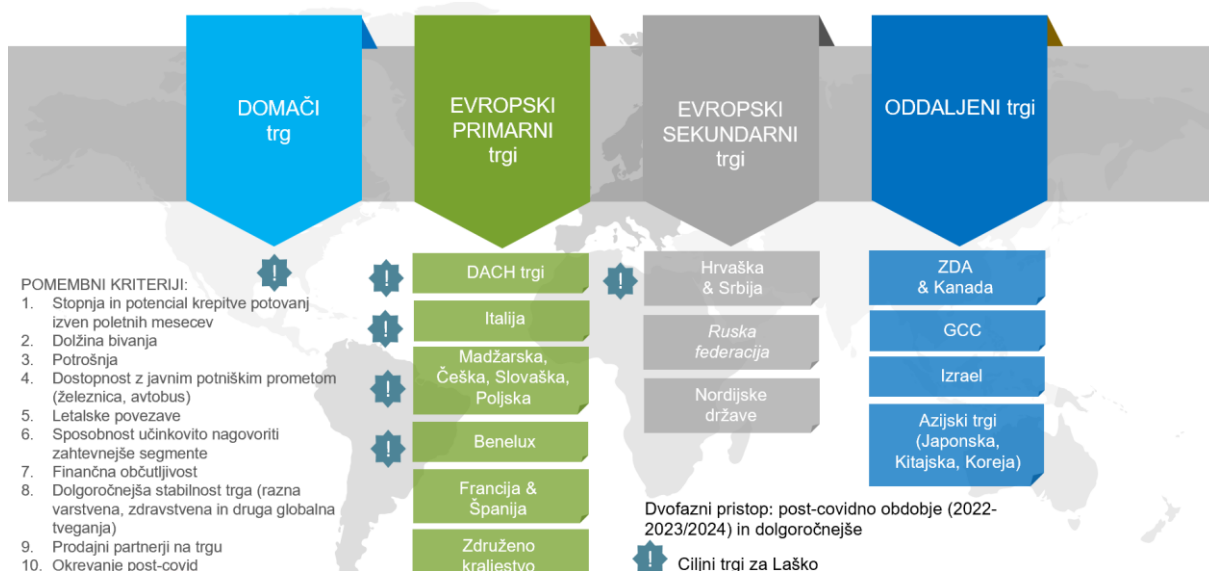 DOMAČI
trg
EVROPSKI
PRIMARNI
trgi
EVROPSKI
SEKUNDARNI
trgi
ODDALJENI trgi
POMEMBNI KRITERIJI:
1. Stopnja in potencial krepitve potovanj
izven poletnih mesecev
2. Dolžina bivanja
3. Potrošnja
4. Dostopnost z javnim potniškim prometom
(železnica, avtobus)
5. Letalske povezave
6. Sposobnost učinkovito nagovoriti
zahtevnejše segmente
7. Finančna občutljivost
8. Dolgoročnejša stabilnost trga (razna
varstvena, zdravstvena in druga globalna
tveganja)
9. Prodajni partnerji na trgu
10. Okrevanje post-covid
!
!
DACH trgi
!
Italija
!
Madžarska,
Češka, Slovaška,
Poljska
!
Benelux
Francija &
Španija
Združeno
kraljestvo
!
Hrvaška
& Srbija
Ruska
federacija
Nordijske
države
ZDA
& Kanada
GCC
Izrael
Azijski trgi
(Japonska,
Kitajska, Koreja)
Dvofazni pristop: post-covidno obdobje (2022-
2023/2024) in dolgoročnejše
! Ciljni trgi za Laško